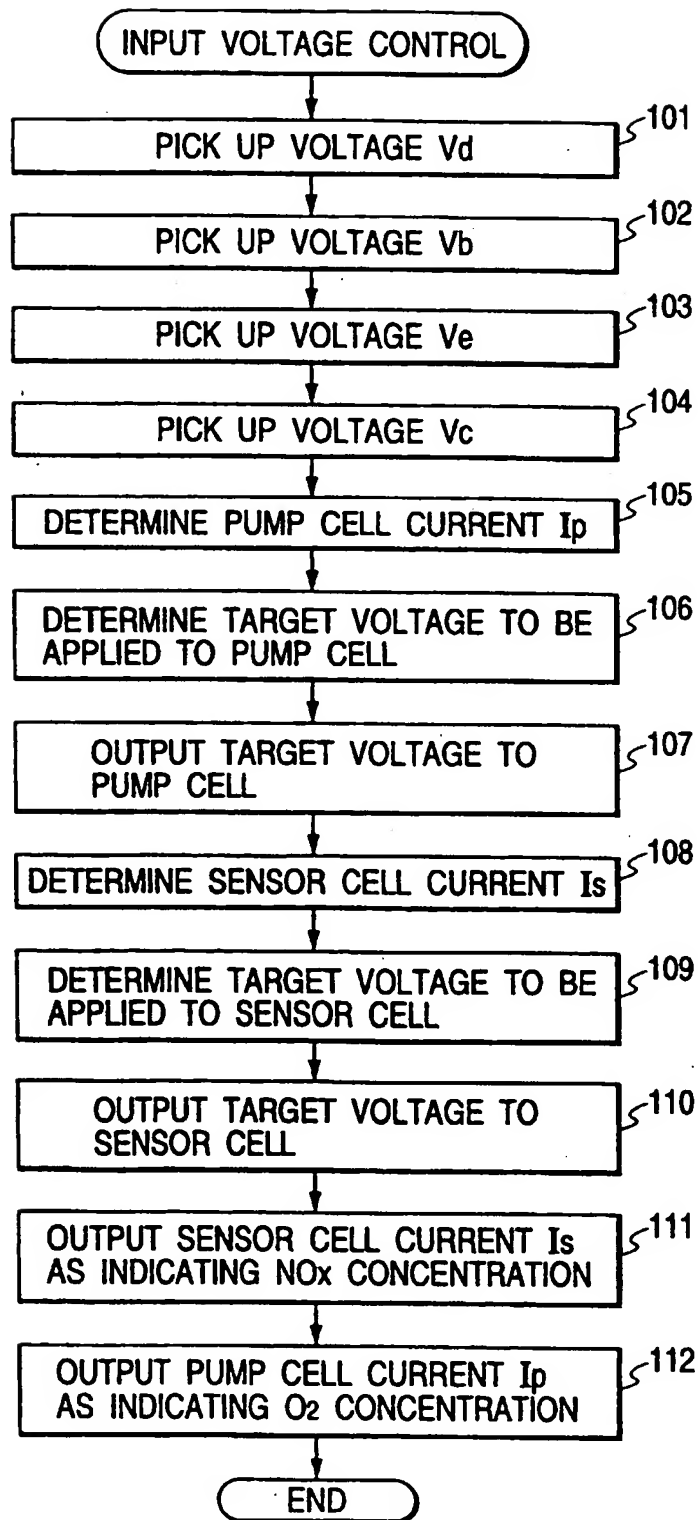 INPUT VOLTAGE CONTROL
101
PICK UP VOLTAGE Vd
102
PICK UP VOLTAGE Vb
103
PICK UP VOLTAGE Ve
104
PICK UP VOLTAGE Vc
105
DETERMINE PUMP CELL CURRENT Ip
106
DETERMINE TARGET VOLTAGE TO BE
APPLIED TO PUMP CELL
107
OUTPUT TARGET VOLTAGE TO
PUMP CELL
108
DETERMINE SENSOR CELL CURRENT Is
109
DETERMINE TARGET VOLTAGE TO BE
APPLIED TO SENSOR CELL
110
OUTPUT TARGET VOLTAGE TO
SENSOR CELL
111
OUTPUT SENSOR CELL CURRENT Is
AS INDICATING NOx CONCENTRATION
112
OUTPUT PUMP CELL CURRENT Ip
AS INDICATING O2 CONCENTRATION
END